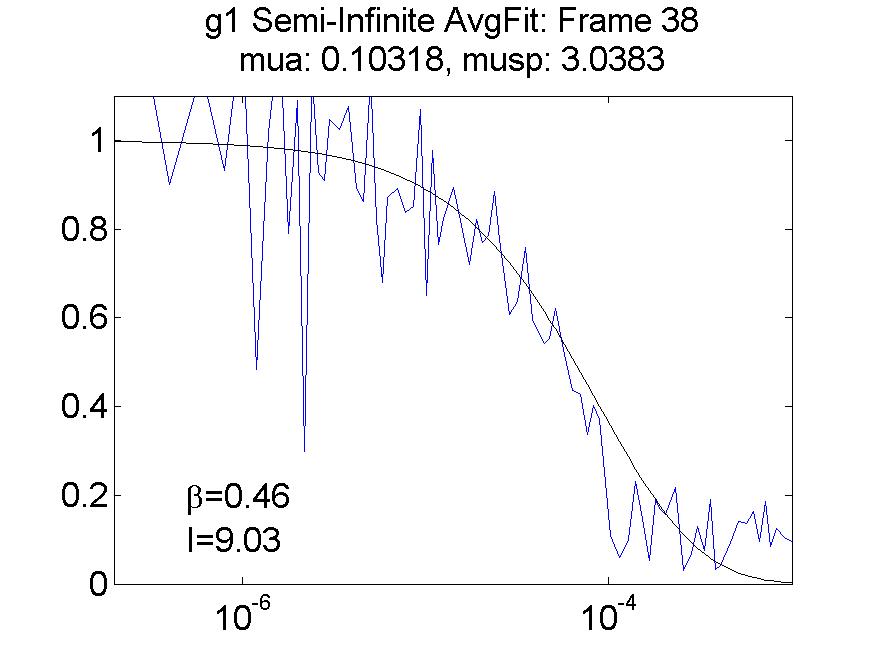 g1 Semi-Infinite AvgFit: Frame 38
mua: 0.10318, musp: 3.0383
1
0.8
0.6
0.4
0.2
0
β=0.46
I=9.03
10^-6
10^-4